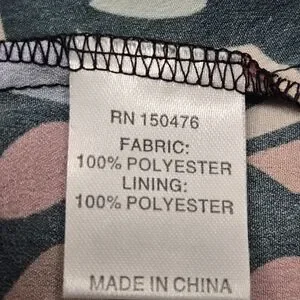 RN 150476
FABRIC:
100% POLYESTER
LINING:
100% POLYESTER
MADE IN CHINA